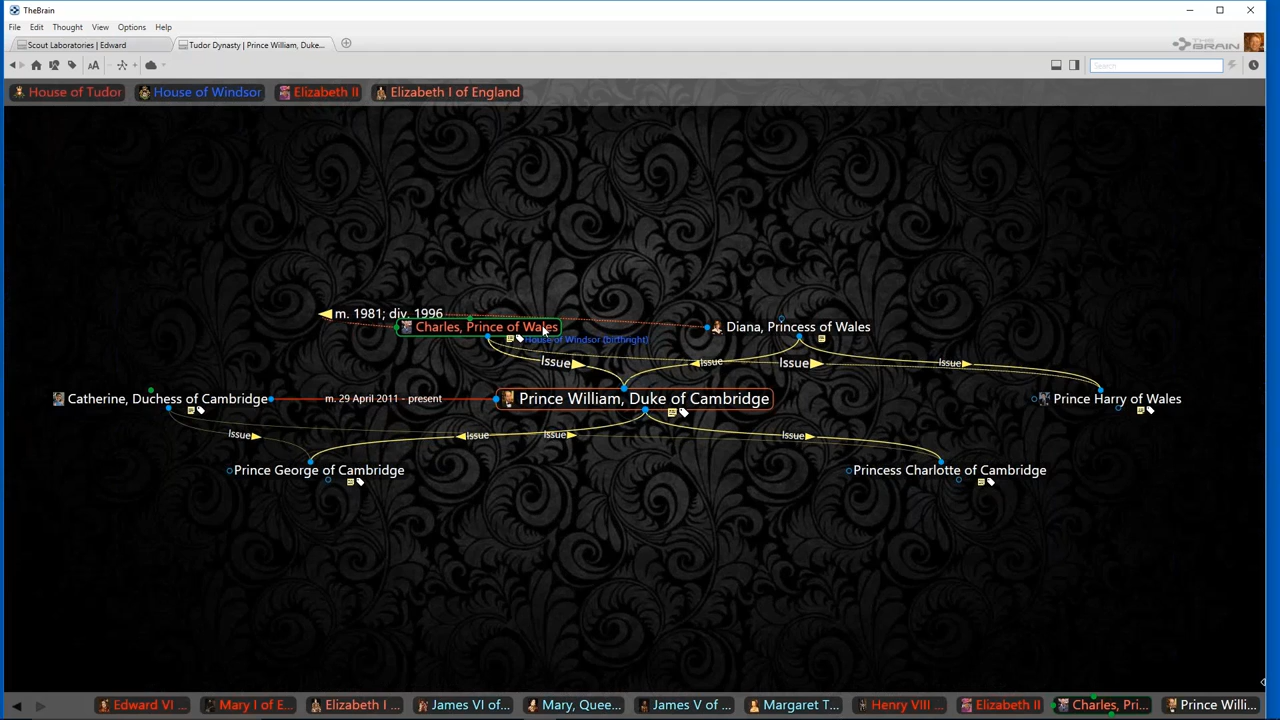 TheBrain
File Edit Thought View Options Help
Scout Laboratories | Edward
Tudor Dynasty | Prince William, Duke...
THE BRAIN
AA
Search
House of Tudor House of Windsor Elizabeth II Elizabeth I of England
m. 1981; div. 1996
Charles, Prince of Wales
Diana, Princess of Wales
House of Windsor (birthright)
Issue Issue Issue Issue
Catherine, Duchess of Cambridge
m. 29 April 2011 - present
Prince William, Duke of Cambridge
Prince Harry of Wales
Issue Issue Issue Issue
Prince George of Cambridge
Princess Charlotte of Cambridge
Edward VI ... Mary I of E... Elizabeth I ... James VI of... Mary, Quee... James V of ... Margaret T... Henry VIII ... Elizabeth II Charles, Pri... Prince Willi...